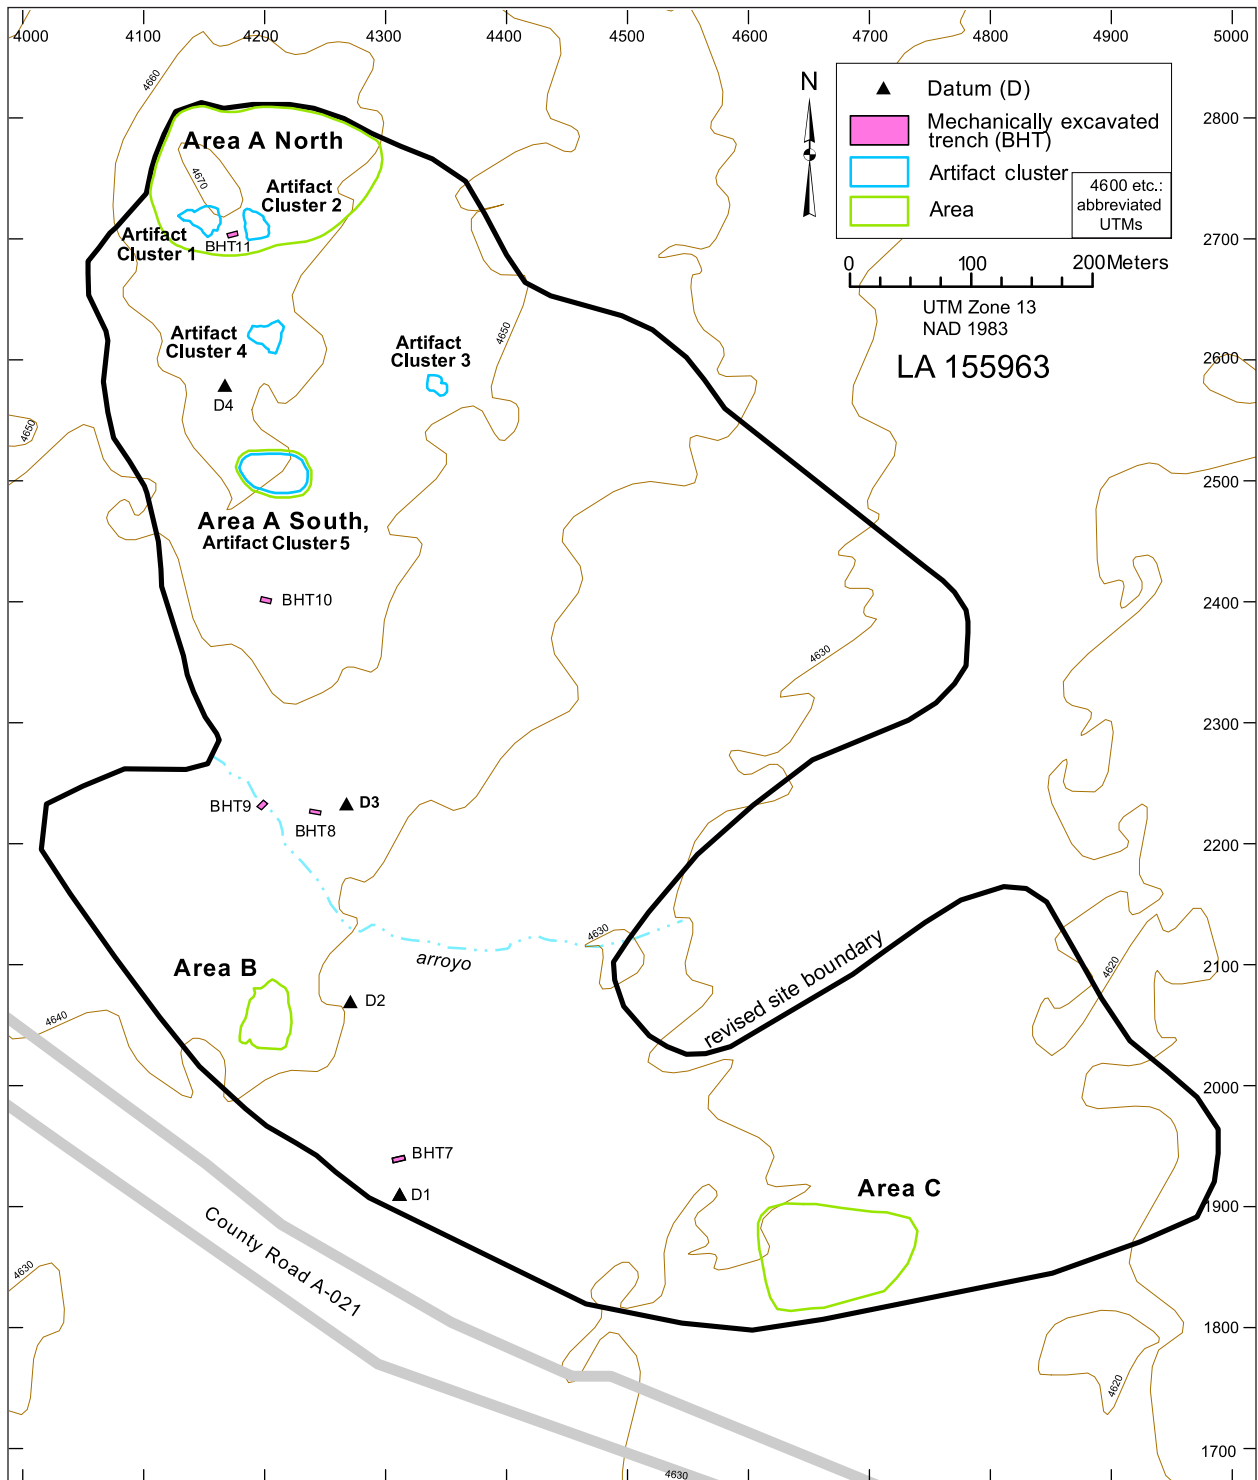 4000 4100 4200 4300 4400 4500 4600 4700 4800 4900 5000
N
Datum (D)
Mechanically excavated
trench (BHT)
Artifact cluster
Area
4600 etc.:
abbreviated
UTMs
0 100 200 Meters
UTM Zone 13
NAD 1983
LA 155963
2800
2700
2600
2500
2400
2300
2200
2100
2000
1900
1800
1700
4660
Area A North
4670
Artifact
Cluster 2
Artifact
Cluster 1
BHT11
Artifact
Cluster 4
D4
Artifact
Cluster 3
4650
4650
Area A South,
Artifact Cluster 5
BHT10
4630
BHT9
BHT8
D3
4630
arroyo
Area B
D2
revised site boundary
4620
4640
BHT7
D1
Area C
County Road A-021
4630
4620
4630